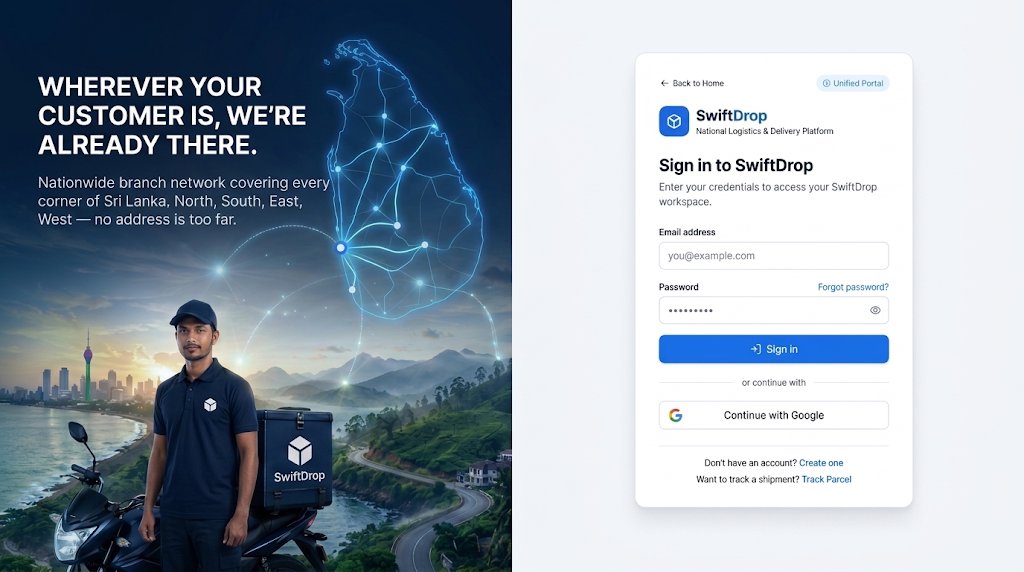 WHEREVER YOUR
CUSTOMER IS, WE'RE
ALREADY THERE.
Nationwide branch network covering every
corner of Sri Lanka, North, South, East,
West — no address is too far.
SwiftDrop
Back to Home
Unified Portal
SwiftDrop
National Logistics & Delivery Platform
Sign in to SwiftDrop
Enter your credentials to access your SwiftDrop
workspace.
Email address
you@example.com
Password
Forgot password?
Sign in
or continue with
Continue with Google
Don't have an account? Create one
Want to track a shipment? Track Parcel